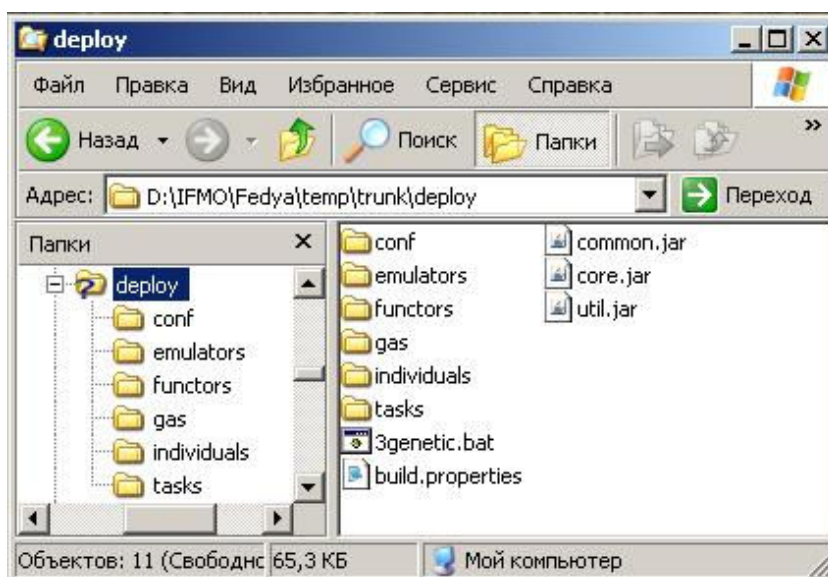 deploy
Файл Правка Вид Избранное Сервис Справка
Назад Поиск Папки »
Адрес: D:\IFMO\Fedya\temp\trunk\deploy Переход
Папки
deploy
conf
emulators
functors
gas
individuals
tasks
conf
emulators
functors
gas
individuals
tasks
3genetic.bat
build.properties
common.jar
core.jar
util.jar
Объектов: 11 (Свободнс 65,3 КБ Мой компьютер